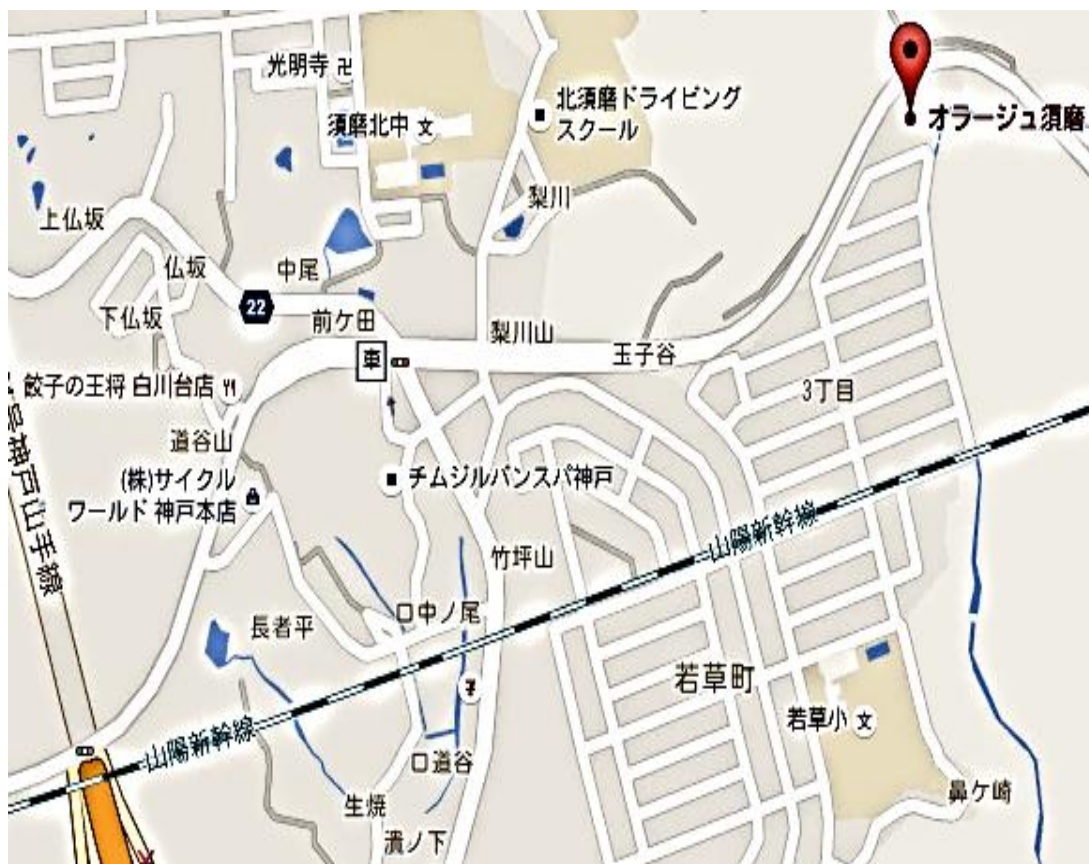 光明寺
須磨北中
北須磨ドライビング
スクール
オラージュ須磨
梨川
上仏坂
仏坂
中尾
22
下仏坂
前ケ田
梨川山
車
玉子谷
餃子の王将 白川台店
3丁目
道谷山
(株)サイクル
ワールド 神戸本店
チムジルバンスパ神戸
号神戸山手線
山陽新幹線
竹坪山
長者平
口中ノ尾
若草町
若草小
山陽新幹線
口道谷
生焼
鼻ケ崎
潰ノ下